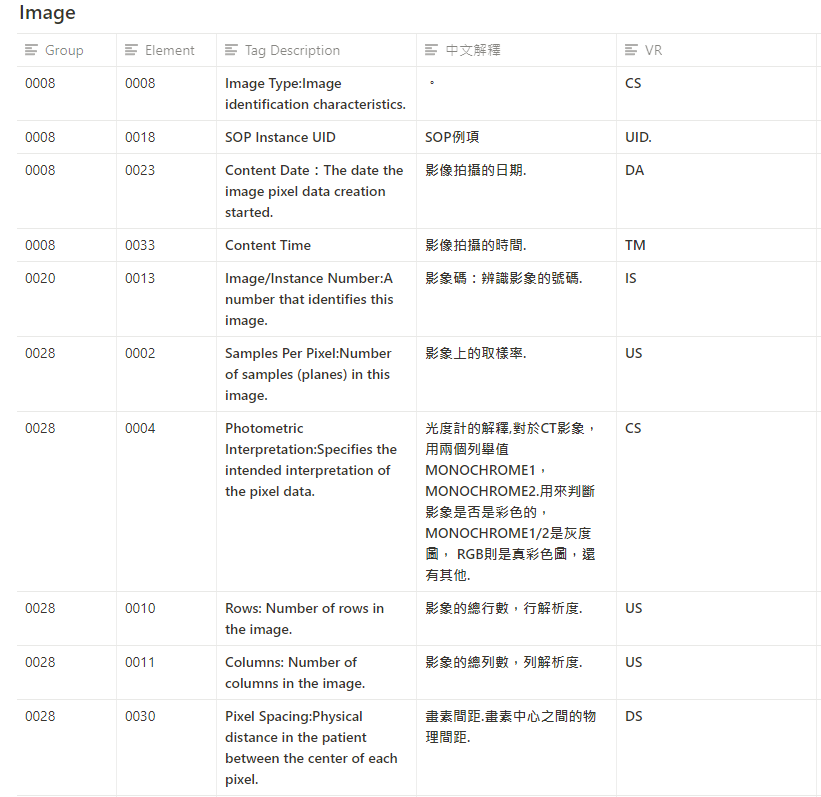 Image
Group Element Tag Description 中文解釋 VR
0008 0008 Image Type:Image 。 CS
identification characteristics.
0008 0018 SOP Instance UID SOP例項 UID.
0008 0023 Content Date：The date the 影像拍攝的日期. DA
image pixel data creation
started.
0008 0033 Content Time 影像拍攝的時間. TM
0020 0013 Image/Instance Number:A 影象碼：辨識影象的號碼. IS
number that identifies this
image.
0028 0002 Samples Per Pixel:Number 影象上的取樣率. US
of samples (planes) in this
image.
0028 0004 Photometric 光度計的解釋,對於CT影象， CS
Interpretation:Specifies the 用兩個列舉值
intended interpretation of MONOCHROME1，
the pixel data. MONOCHROME2.用來判斷
影象是否是彩色的，
MONOCHROME1/2是灰度
圖， RGB則是真彩色圖，還
有其他.
0028 0010 Rows: Number of rows in 影象的總行數，行解析度. US
the image.
0028 0011 Columns: Number of 影象的總列數，列解析度. US
columns in the image.
0028 0030 Pixel Spacing:Physical 畫素間距.畫素中心之間的物 DS
distance in the patient 理間距.
between the center of each
pixel.